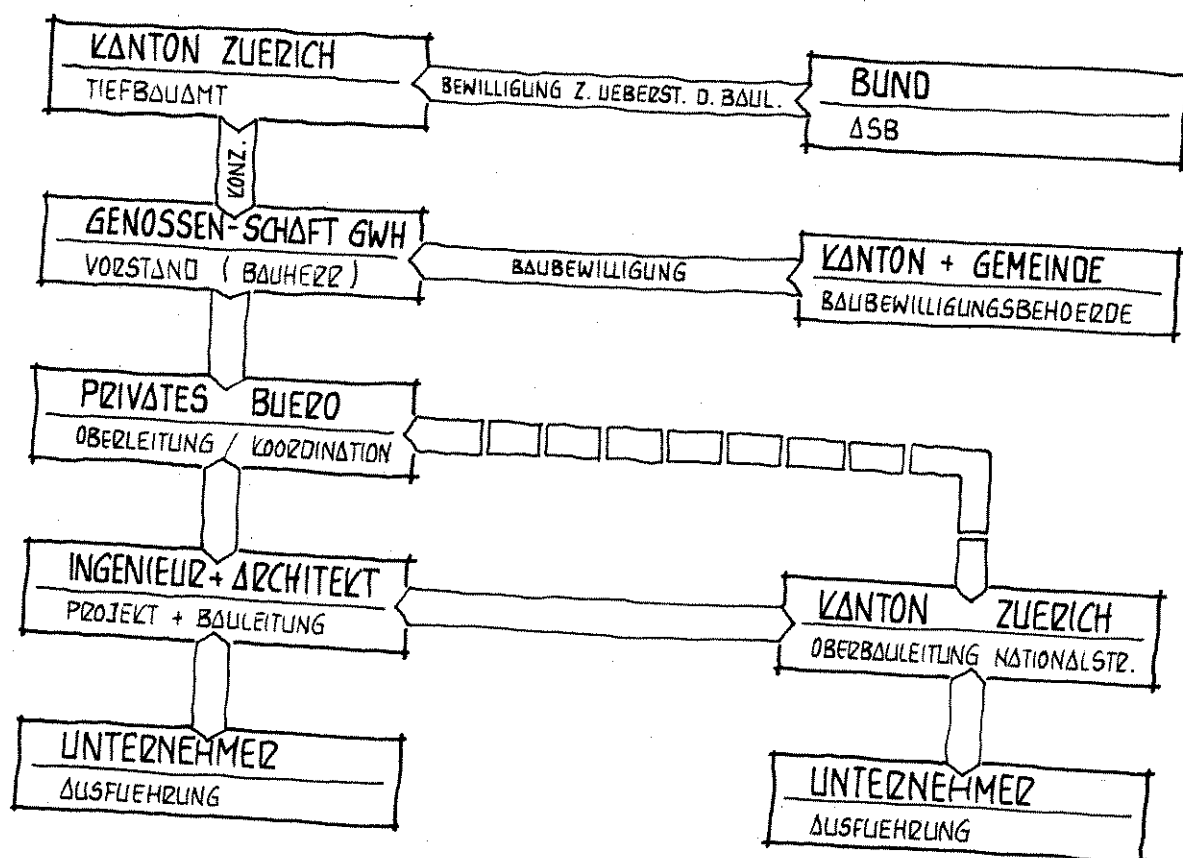 KANTON ZUERICH
TIEFBAUAMT
BEWILLIGUNG Z. UEBERST. D. BAUL.
BUND
ASB
KONZ.
GENOSSEN-SCHAFT GWH
VORSTAND ( BAUHERR )
BAUBEWILLIGUNG
KANTON + GEMEINDE
BAUBEWILLIGUNGSBEHOERDE
PRIVATES BUERO
OBERLEITUNG / KOORDINATION
INGENIEUR + ARCHITEKT
PROJEKT + BAULEITUNG
KANTON ZUERICH
OBERBAULEITUNG NATIONALSTR.
UNTERNEHMER
AUSFUEHRUNG
UNTERNEHMER
AUSFUEHRUNG